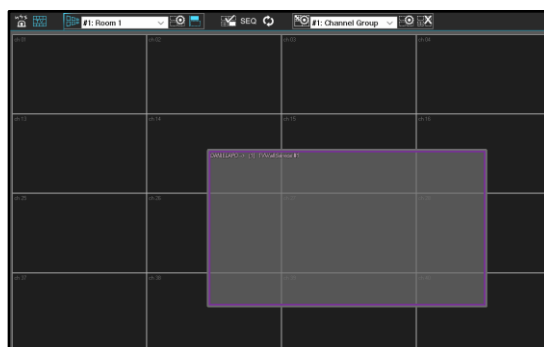 #1: Room 1 SEQ #1: Channel Group
ch 01 ch 02 ch 03 ch 04
ch 13 ch 14 ch 15 ch 16
ch 25 ch 26
ch 37 ch 38